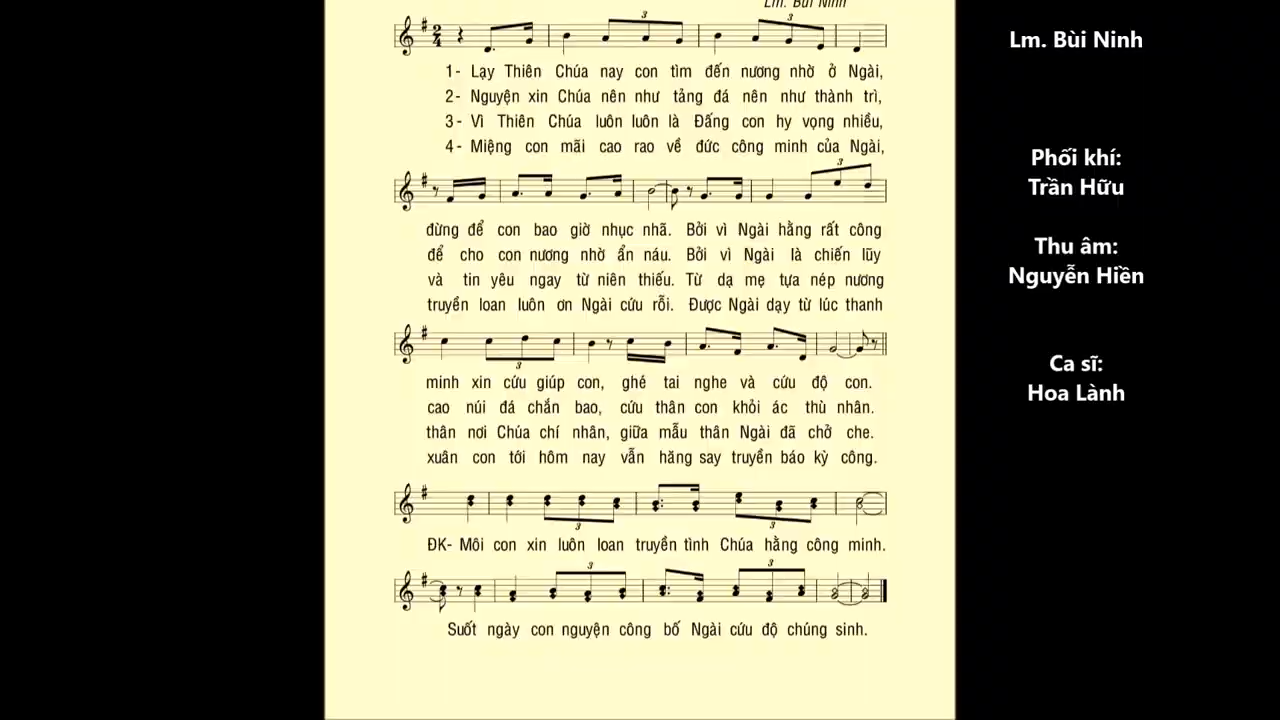 Lm. Bùi Ninh
1- Lạy Thiên Chúa nay con tìm đến nương nhờ ở Ngài,
2- Nguyện xin Chúa nên như tảng đá nên như thành trì,
3- Vì Thiên Chúa luôn luôn là Đấng con hy vọng nhiều,
4- Miệng con mãi cao rao về đức công minh của Ngài,
đừng để con bao giờ nhục nhã. Bởi vì Ngài hằng rất công
để cho con nương nhờ ẩn náu. Bởi vì Ngài là chiến lũy
và tin yêu ngay từ niên thiếu. Từ dạ mẹ tựa nép nương
truyền loan luôn ơn Ngài cứu rỗi. Được Ngài dạy từ lúc thanh
minh xin cứu giúp con, ghé tai nghe và cứu độ con.
cao núi đá chắn bao, cứu thân con khỏi ác thù nhân.
thân nơi Chúa chí nhân, giữa mẫu thân Ngài đã chở che.
xuân con tới hôm nay vẫn hăng say truyền báo kỳ công.
ĐK- Môi con xin luôn loan truyền tình Chúa hằng công minh.
Suốt ngày con nguyện công bố Ngài cứu độ chúng sinh.
Lm. Bùi Ninh
Phối khí:
Trần Hữu
Thu âm:
Nguyễn Hiền
Ca sĩ:
Hoa Lành